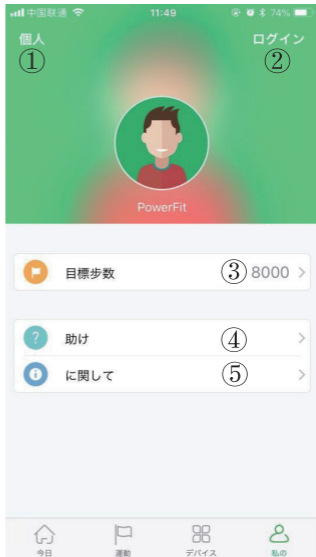 中国联通 11:49 74%
個人 ログイン
① ②
PowerFit
目標歩数 ③ 8000 >
? 助け ④ >
i に関して ⑤ >
今日 運動 デバイス 私の